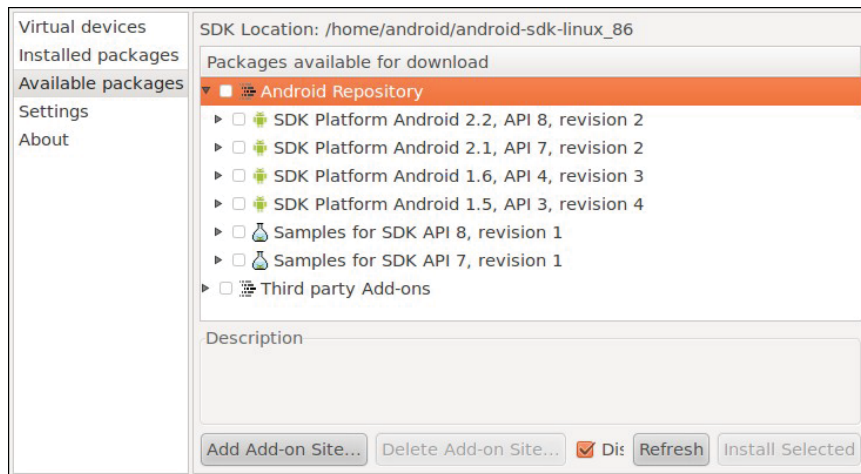 Virtual devices
Installed packages
Available packages
Settings
About
SDK Location: /home/android/android-sdk-linux_86
Packages available for download
Android Repository
SDK Platform Android 2.2, API 8, revision 2
SDK Platform Android 2.1, API 7, revision 2
SDK Platform Android 1.6, API 4, revision 3
SDK Platform Android 1.5, API 3, revision 4
Samples for SDK API 8, revision 1
Samples for SDK API 7, revision 1
Third party Add-ons
Description
Add Add-on Site... Delete Add-on Site... Refresh Install Selected